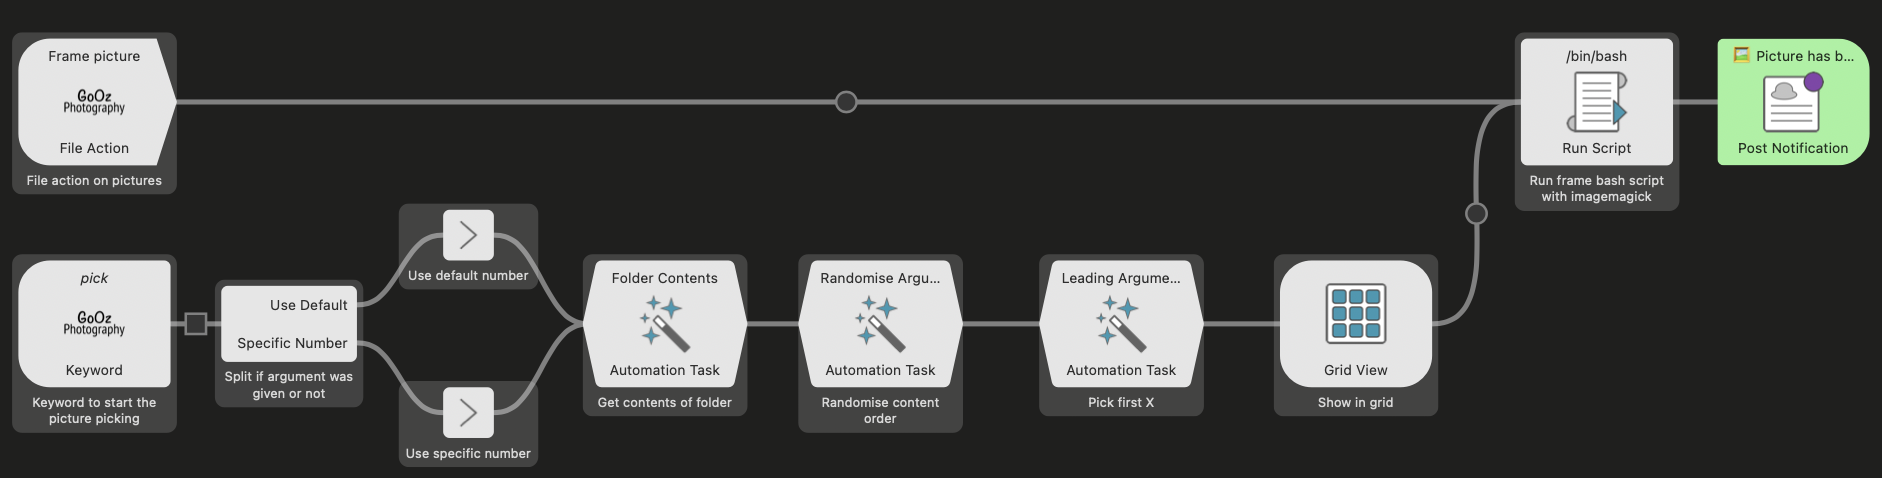 Frame picture
GoOz
Photography
File Action
File action on pictures
/bin/bash
Run Script
Run frame bash script
with imagemagick
Picture has b...
Post Notification
pick
GoOz
Photography
Keyword
Keyword to start the
picture picking
Use Default
Specific Number
Split if argument was
given or not
Use default number
Use specific number
Folder Contents
Automation Task
Get contents of folder
Randomise Argu...
Automation Task
Randomise content
order
Leading Argume...
Automation Task
Pick first X
Grid View
Show in grid